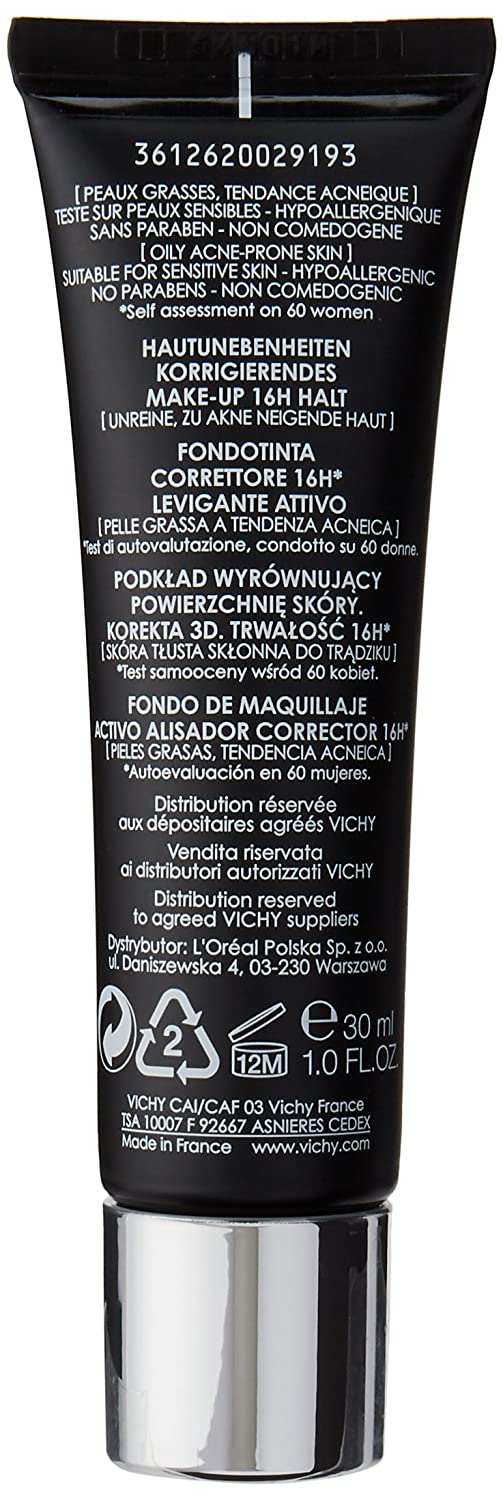 3612620029193
[ PEAUX GRASSES, TENDANCE ACNEIQUE ]
TESTE SUR PEAUX SENSIBLES - HYPOALLERGENIQUE
SANS PARABEN - NON COMEDOGENE
[ OILY ACNE-PRONE SKIN ]
SUITABLE FOR SENSITIVE SKIN - HYPOALLERGENIC
NO PARABENS - NON COMEDOGENIC
*Self assessment on 60 women
HAUTUNEBENHEITEN
KORRIGIERENDES
MAKE-UP 16H HALT
[ UNREINE, ZU AKNE NEIGENDE HAUT ]
FONDOTINTA
CORRETTORE 16H*
LEVIGANTE ATTIVO
[ PELLE GRASSA A TENDENZA ACNEICA ]
*Test di autovalutazione, condotto su 60 donne.
PODKŁAD WYRÓWNUJĄCY
POWIERZCHNIĘ SKÓRY.
KOREKTA 3D. TRWAŁOŚĆ 16H*
[ SKÓRA TŁUSTA SKŁONNA DO TRĄDZIKU ]
*Test samooceny wśród 60 kobiet.
FONDO DE MAQUILLAJE
ACTIVO ALISADOR CORRECTOR 16H*
[ PIELES GRASAS, TENDENCIA ACNEICA ]
*Autoevaluación en 60 mujeres.
Distribution réservée
aux dépositaires agréés VICHY
Vendita riservata
ai distributori autorizzati VICHY
Distribution reserved
to agreed VICHY suppliers
Dystrybutor: L'Oréal Polska Sp. z o.o.
ul. Daniszewska 4, 03-230 Warszawa
2
12M
e 30 ml
1.0 FL.OZ.
VICHY CAI/CAF 03 Vichy France
TSA 10007 F 92667 ASNIERES CEDEX
Made in France www.vichy.com